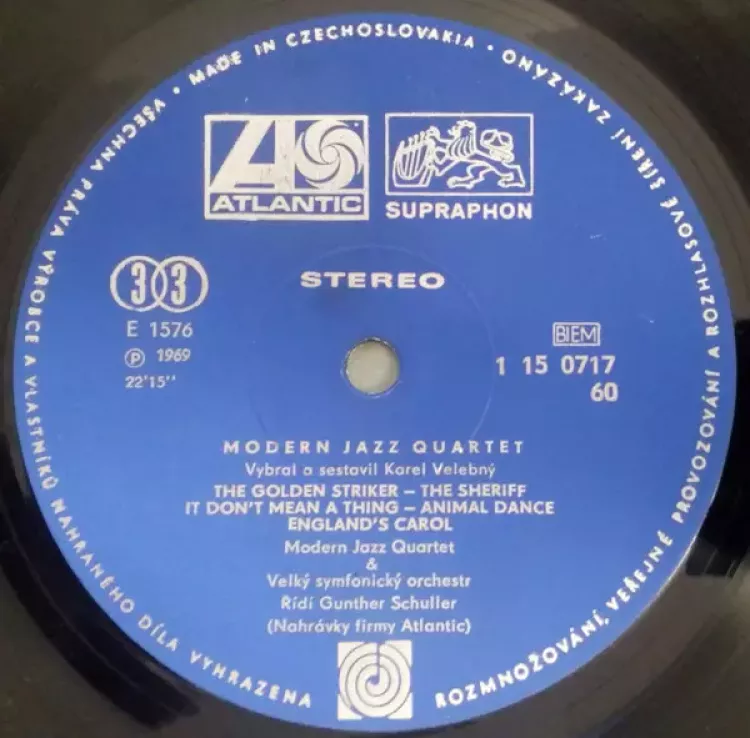 VŠECHNA PRÁVA VÝROBCE A VLASTNÍKŮ NAHRANÉHO DÍLA VYHRAZENA
ROZMNOŽOVÁNÍ, VEŘEJNÉ PROVOZOVÁNÍ A ROZHLASOVÉ ŠÍŘENÍ ZAKÁZÁNO
• MADE IN CZECHOSLOVAKIA •
ATLANTIC
SUPRAPHON
33
STEREO
E 1576
BIEM
Ⓟ 1969
1 15 0717
22'15''
60
MODERN JAZZ QUARTET
Vybral a sestavil Karel Velebný
THE GOLDEN STRIKER – THE SHERIFF
IT DON'T MEAN A THING – ANIMAL DANCE
ENGLAND'S CAROL
Modern Jazz Quartet
&
Velký symfonický orchestr
Řídí Gunther Schuller
(Nahrávky firmy Atlantic)